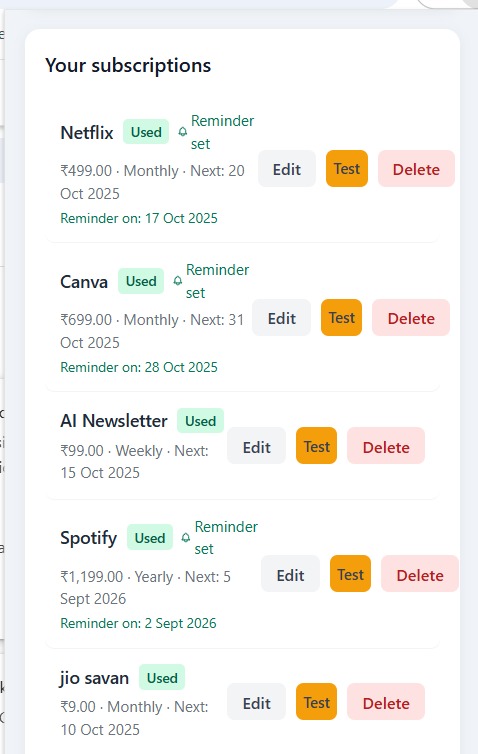 Your subscriptions
Netflix Used Reminder
set
₹499.00 · Monthly · Next: 20
Oct 2025
Reminder on: 17 Oct 2025
Edit Test Delete
Canva Used Reminder
set
₹699.00 · Monthly · Next: 31
Oct 2025
Reminder on: 28 Oct 2025
Edit Test Delete
AI Newsletter Used
₹99.00 · Weekly · Next:
15 Oct 2025
Edit Test Delete
Spotify Used Reminder
set
₹1,199.00 · Yearly · Next: 5
Sept 2026
Reminder on: 2 Sept 2026
Edit Test Delete
jio savan Used
₹9.00 · Monthly · Next:
10 Oct 2025
Edit Test Delete